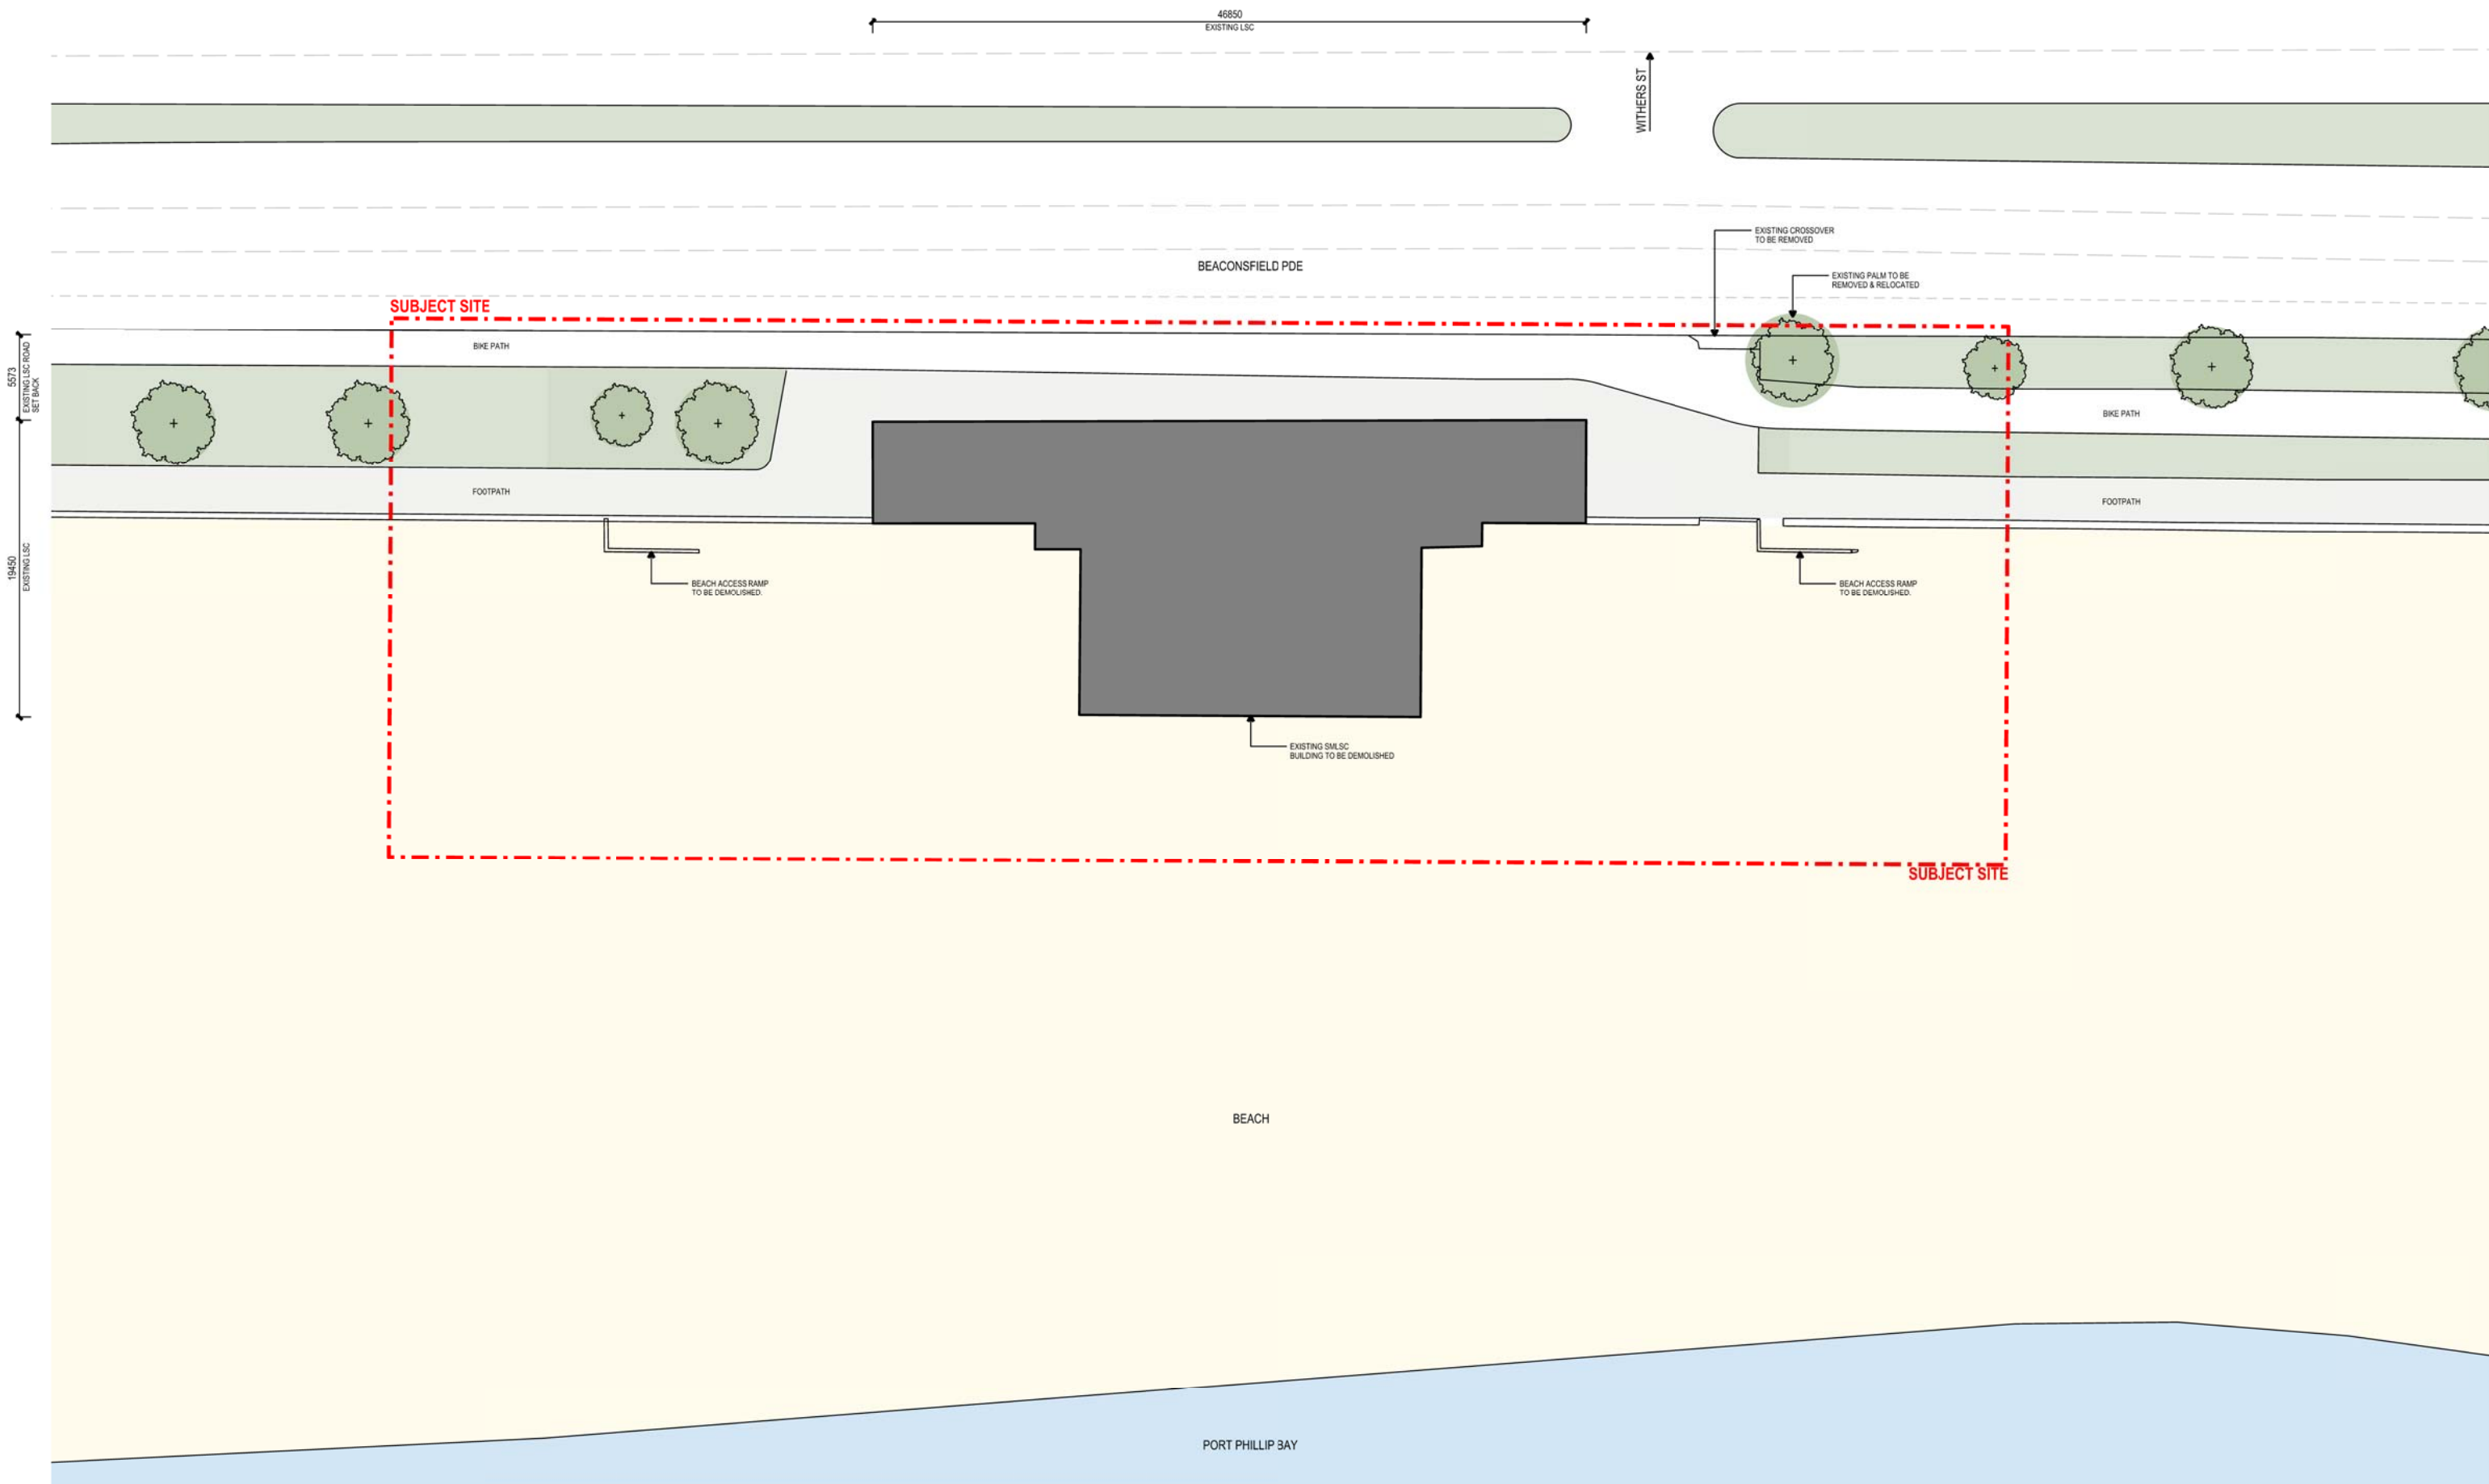 46850
EXISTING LSC
WITHERS ST
EXISTING CROSSOVER
TO BE REMOVED
BEACONSFIELD PDE
EXISTING PALM TO BE
REMOVED & RELOCATED
SUBJECT SITE
BIKE PATH
5573
EXISTING LSC ROAD
SET BACK
BIKE PATH
FOOTPATH
FOOTPATH
19450
EXISTING LSC
BEACH ACCESS RAMP
TO BE DEMOLISHED.
BEACH ACCESS RAMP
TO BE DEMOLISHED.
EXISTING SMLSC
BUILDING TO BE DEMOLISHED
SUBJECT SITE
BEACH
PORT PHILLIP BAY